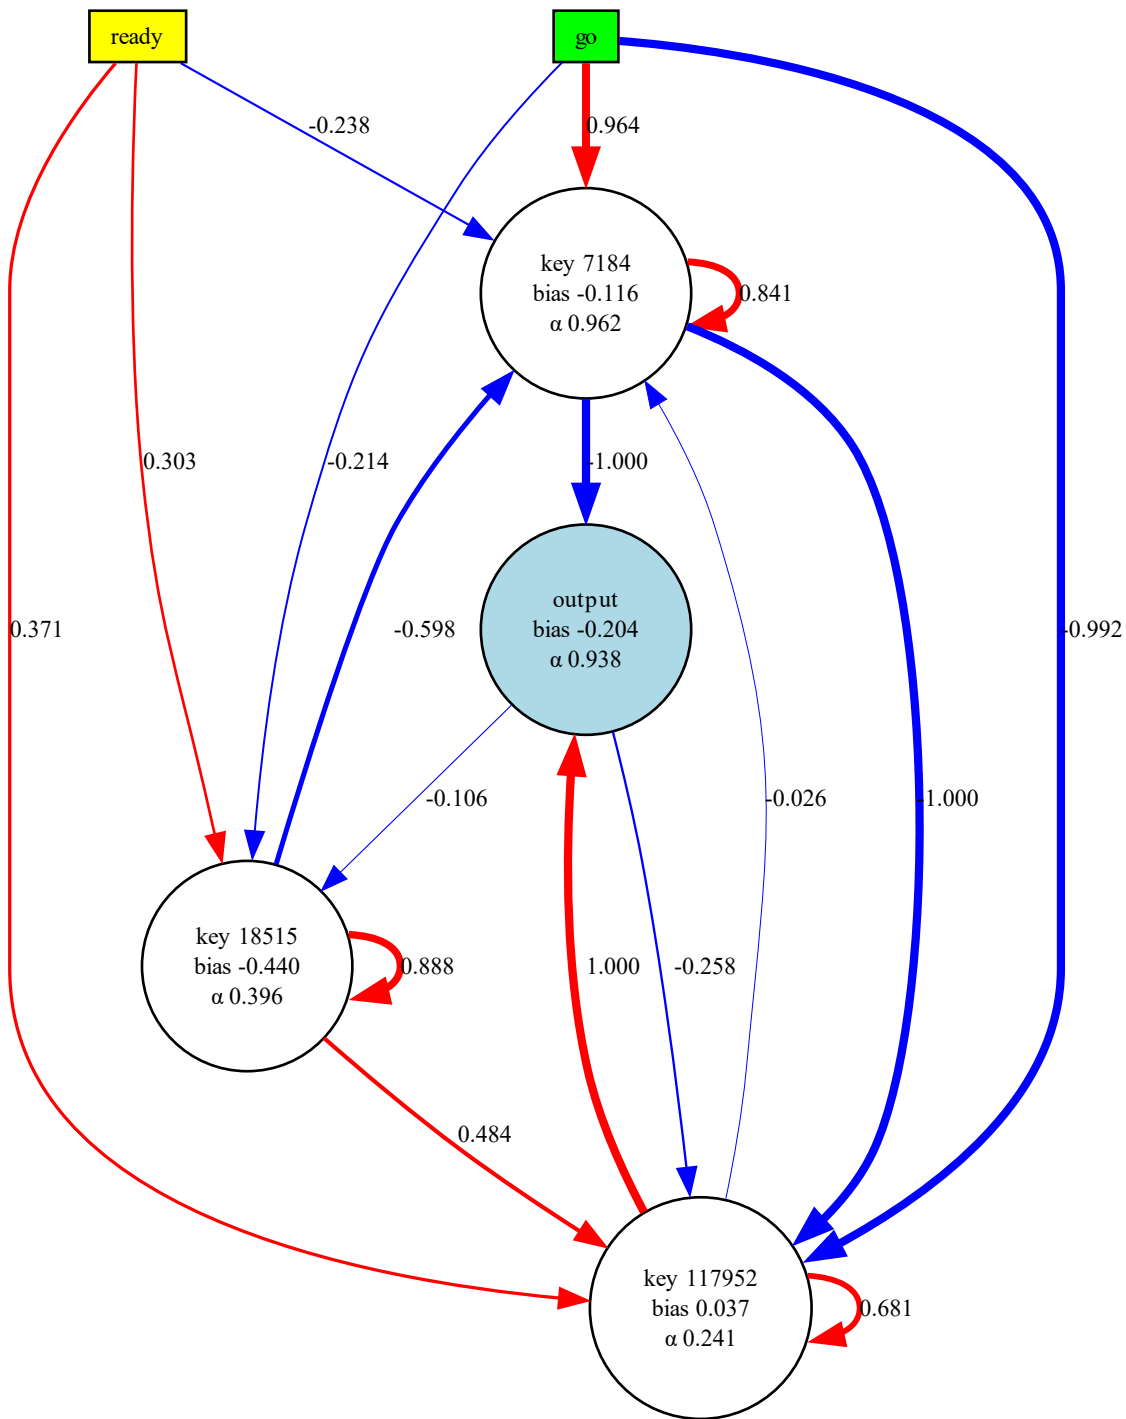 ready
go
-0.238
0.964
key 7184
bias -0.116
α 0.962
0.841
0.303
-0.214
-1.000
output
bias -0.204
α 0.938
0.371
-0.598
-0.992
-0.106
-0.026
-1.000
key 18515
bias -0.440
α 0.396
0.888
1.000
-0.258
0.484
key 117952
bias 0.037
α 0.241
0.681